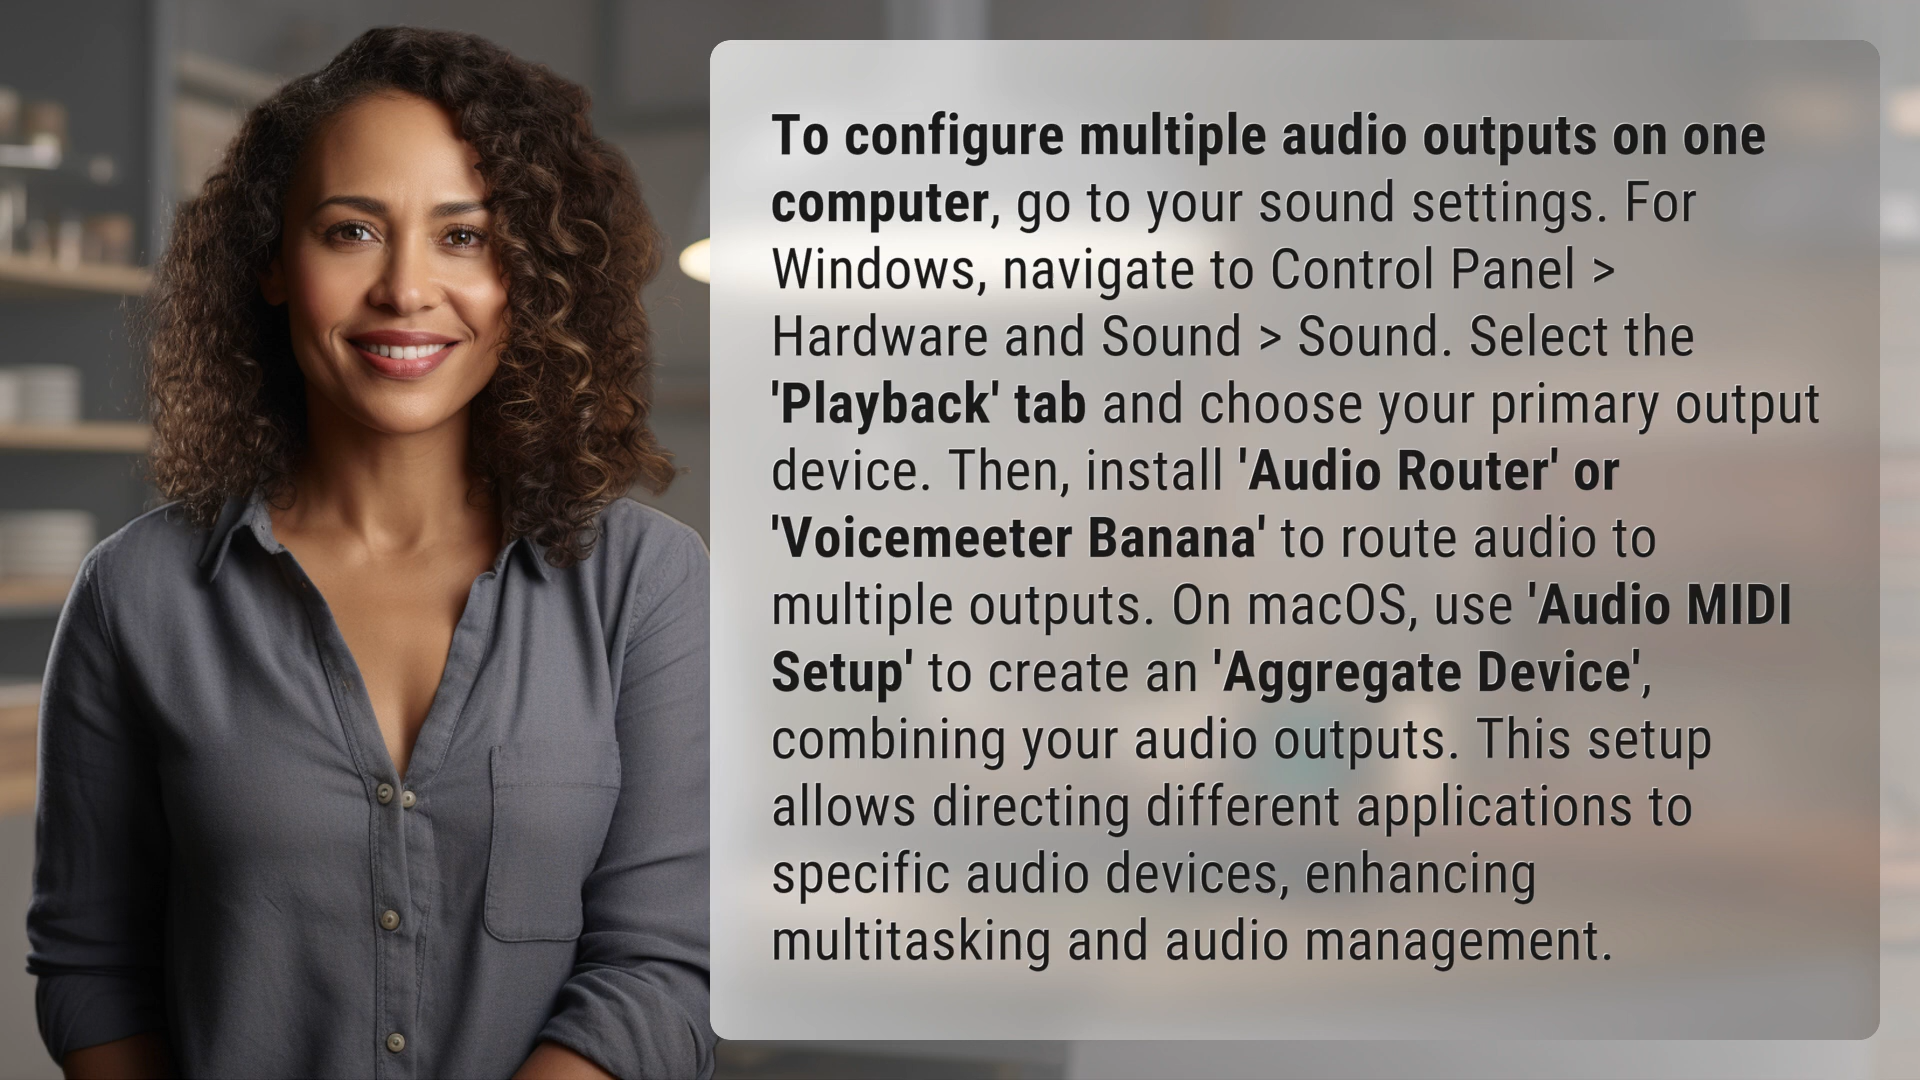 To configure multiple audio outputs on one
computer, go to your sound settings. For
Windows, navigate to Control Panel >
Hardware and Sound > Sound. Select the
'Playback' tab and choose your primary output
device. Then, install 'Audio Router' or
'Voicemeeter Banana' to route audio to
multiple outputs. On macOS, use 'Audio MIDI
Setup' to create an 'Aggregate Device',
combining your audio outputs. This setup
allows directing different applications to
specific audio devices, enhancing
multitasking and audio management.